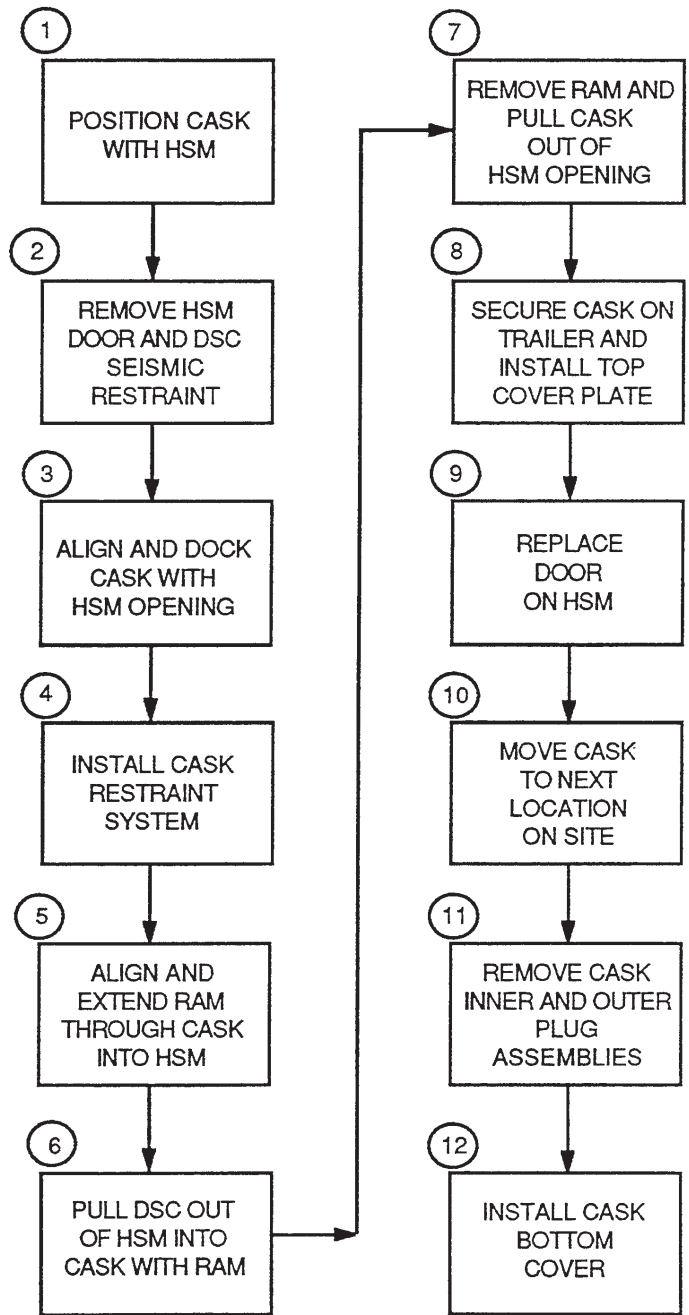 1
POSITION CASK
WITH HSM
2
REMOVE HSM
DOOR AND DSC
SEISMIC
RESTRAINT
3
ALIGN AND DOCK
CASK WITH
HSM OPENING
4
INSTALL CASK
RESTRAINT
SYSTEM
5
ALIGN AND
EXTEND RAM
THROUGH CASK
INTO HSM
6
PULL DSC OUT
OF HSM INTO
CASK WITH RAM
7
REMOVE RAM AND
PULL CASK
OUT OF
HSM OPENING
8
SECURE CASK ON
TRAILER AND
INSTALL TOP
COVER PLATE
9
REPLACE
DOOR
ON HSM
10
MOVE CASK
TO NEXT
LOCATION
ON SITE
11
REMOVE CASK
INNER AND OUTER
PLUG
ASSEMBLIES
12
INSTALL CASK
BOTTOM
COVER